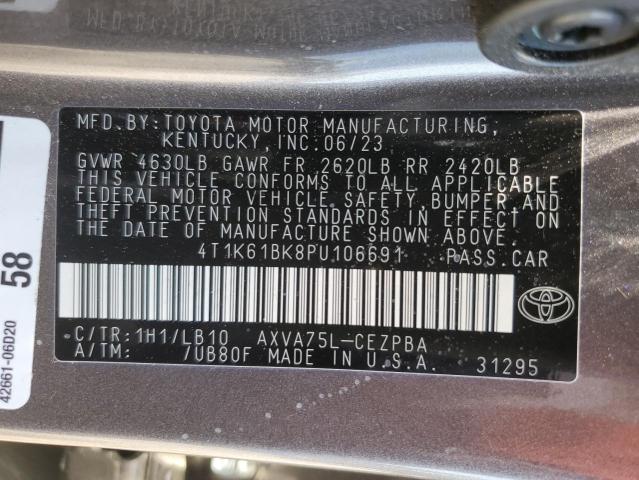 MFD.BY:TOYOTA MOTOR MANUFACTURING,
KENTUCKY, INC.06/23
GVWR 4630LB GAWR FR 2620LB RR 2420LB
THIS VEHICLE CONFORMS TO ALL APPLICABLE
FEDERAL MOTOR VEHICLE SAFETY, BUMPER, AND
THEFT PREVENTION STANDARDS IN EFFECT ON
THE DATE OF MANUFACTURE SHOWN ABOVE.
4T1K61BK8PU106691 PASS.CAR
C/TR:1H1/LB10 AXVA75L-CEZPBA
A/TM: 7UB80F MADE IN U.S.A. 31295
58
42661-06D20